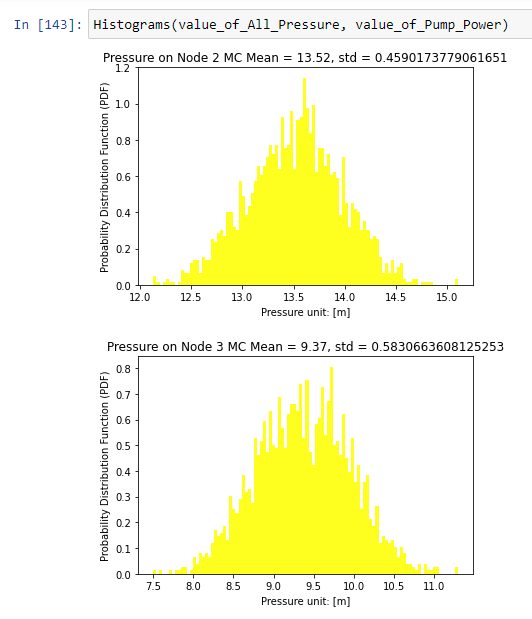 In [143]: Histograms(value_of_All_Pressure, value_of_Pump_Power)
Pressure on Node 2 MC Mean = 13.52, std = 0.4590173779061651
Probability Distribution Function (PDF)
1.2
1.0
0.8
0.6
0.4
0.2
0.0
12.0 12.5 13.0 13.5 14.0 14.5 15.0
Pressure unit: [m]
Pressure on Node 3 MC Mean = 9.37, std = 0.5830663608125253
Probability Distribution Function (PDF)
0.8
0.7
0.6
0.5
0.4
0.3
0.2
0.1
0.0
7.5 8.0 8.5 9.0 9.5 10.0 10.5 11.0
Pressure unit: [m]